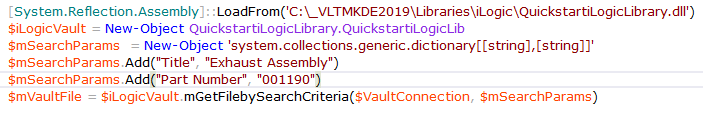 [System.Reflection.Assembly]::LoadFrom('C:\_VLTMKDE2019\Libraries\iLogic\QuickstartiLogicLibrary.dll')
$iLogicVault = New-Object QuickstartiLogicLibrary.QuickstartiLogicLib
$mSearchParams  = New-Object 'system.collections.generic.dictionary[[string],[string]]'
$mSearchParams.Add("Title", "Exhaust Assembly")
$mSearchParams.Add("Part Number", "001190")
$mVaultFile = $iLogicVault.mGetFilebySearchCriteria($VaultConnection, $mSearchParams)